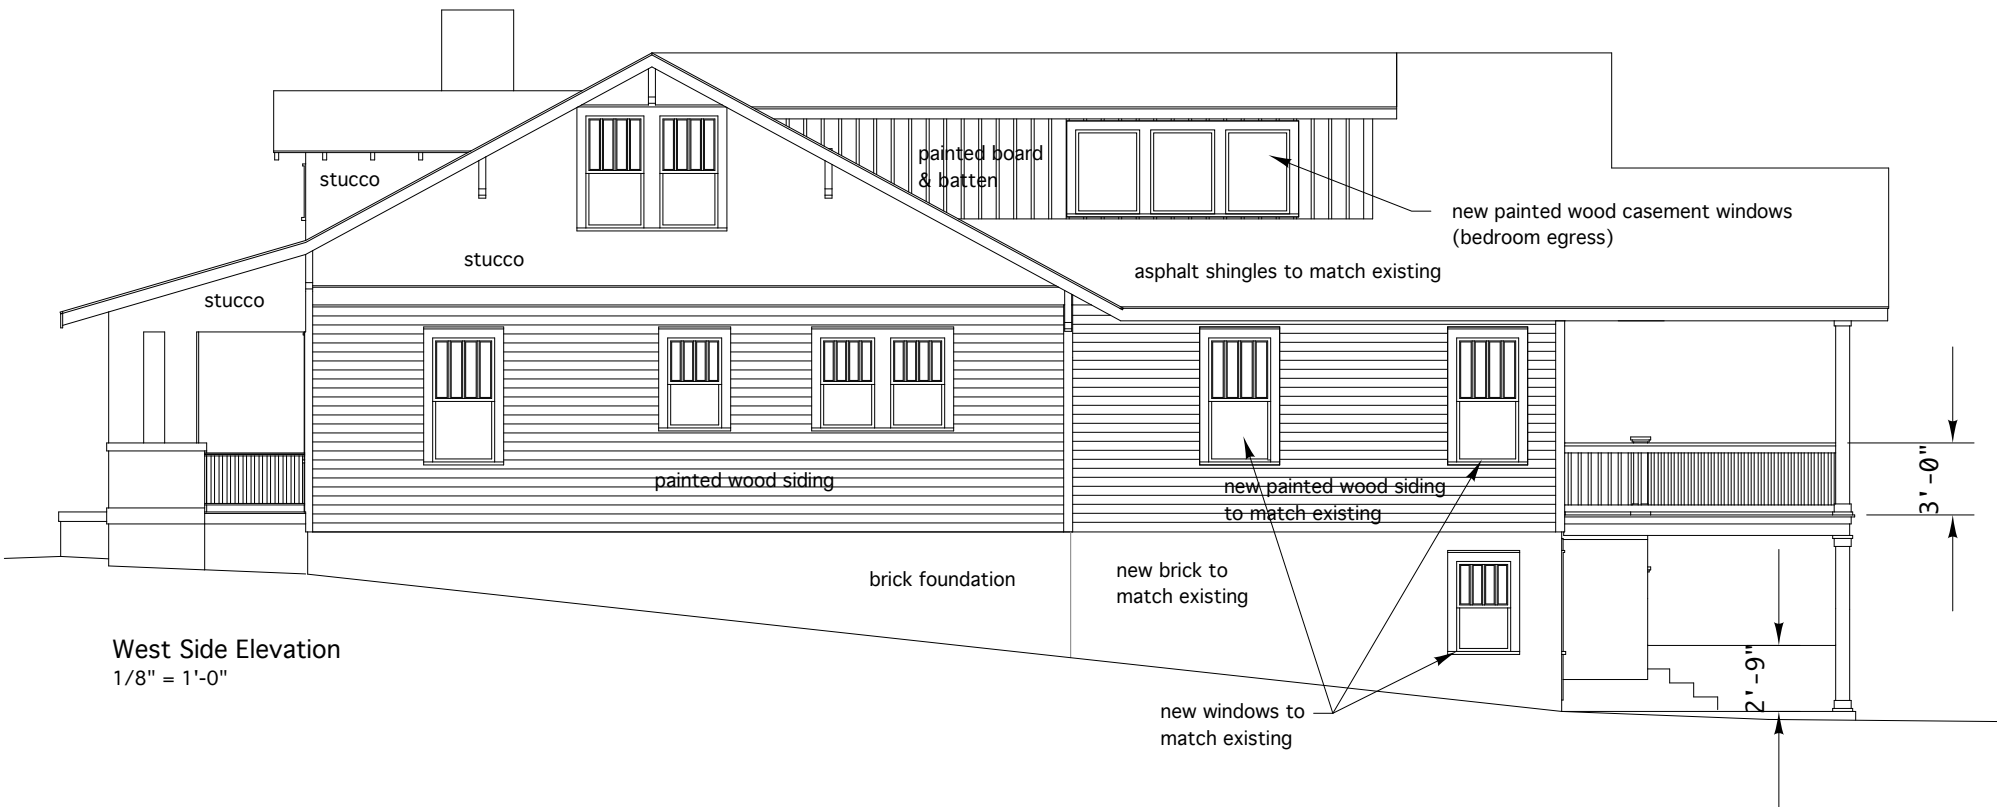 painted board
& batten
stucco
new painted wood casement windows
(bedroom egress)
stucco
asphalt shingles to match existing
stucco
painted wood siding
new painted wood siding
to match existing
3'-0"
brick foundation
new brick to
match existing
West Side Elevation
1/8" = 1'-0"
2'-9"
new windows to
match existing